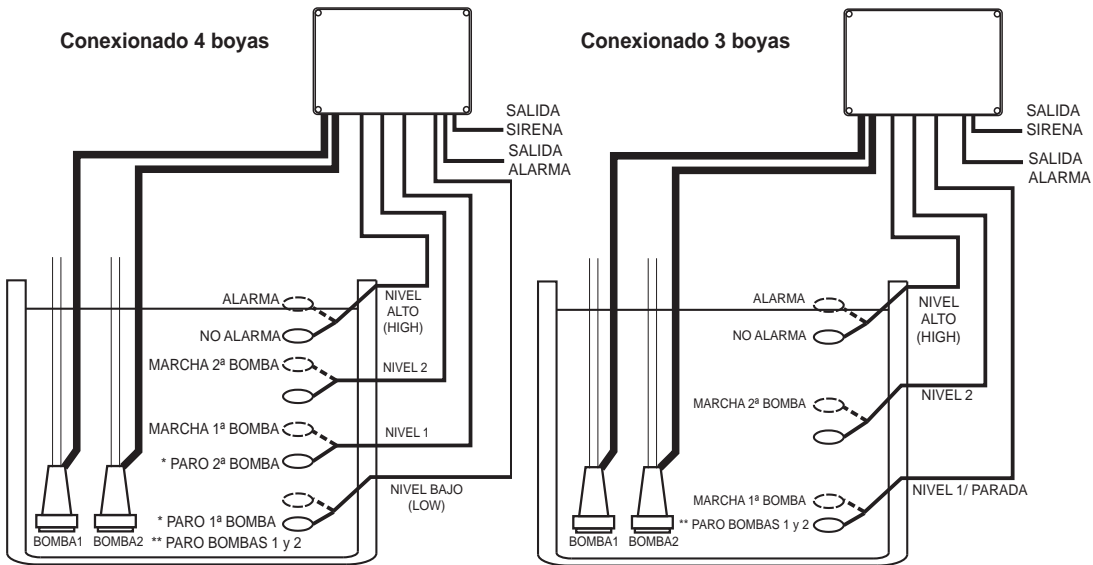 Conexionado 4 boyas
SALIDA
SIRENA
SALIDA
ALARMA
ALARMA
NO ALARMA
NIVEL
ALTO
(HIGH)
MARCHA 2ª BOMBA
NIVEL 2
MARCHA 1ª BOMBA
NIVEL 1
* PARO 2ª BOMBA
NIVEL BAJO
(LOW)
* PARO 1ª BOMBA
** PARO BOMBAS 1 y 2
BOMBA1
BOMBA2
Conexionado 3 boyas
SALIDA
SIRENA
SALIDA
ALARMA
ALARMA
NO ALARMA
NIVEL
ALTO
(HIGH)
MARCHA 2ª BOMBA
NIVEL 2
MARCHA 1ª BOMBA
NIVEL 1/ PARADA
** PARO BOMBAS 1 y 2
BOMBA1
BOMBA2